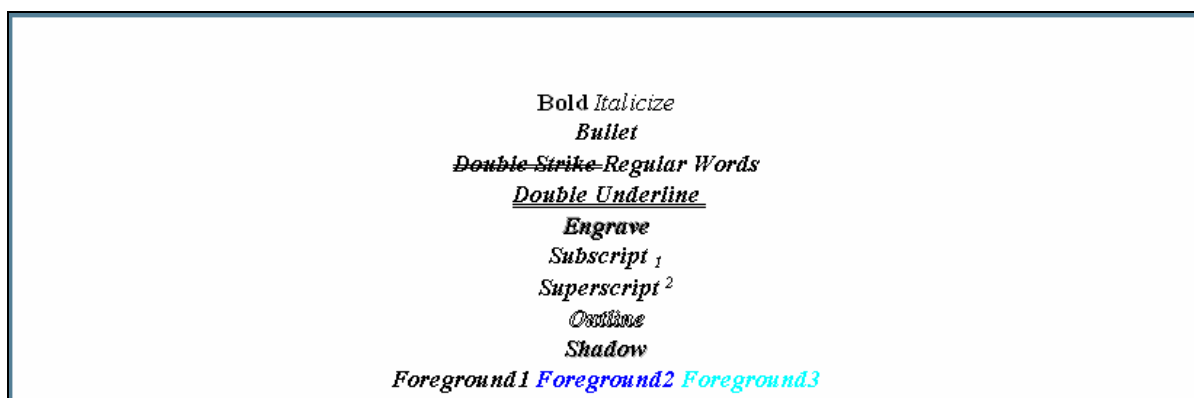 Bold Italicize
Bullet
Double Strike Regular Words
Double Underline
Engrave
Subscript 1
Superscript 2
Outline
Shadow
Foreground1 Foreground2 Foreground3